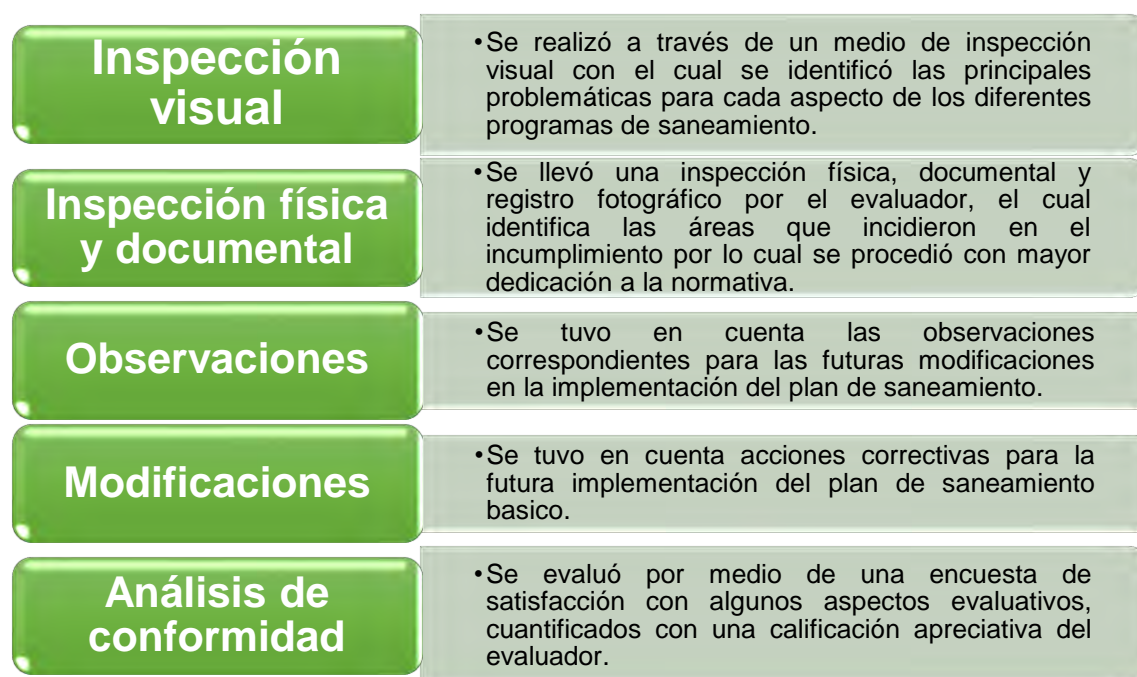 Inspección
visual
•Se realizó a través de un medio de inspección
visual con el cual se identificó las principales
problemáticas para cada aspecto de los diferentes
programas de saneamiento.
Inspección física
y documental
•Se llevó una inspección física, documental y
registro fotográfico por el evaluador, el cual
identifica las áreas que incidieron en el
incumplimiento por lo cual se procedió con mayor
dedicación a la normativa.
Observaciones
•Se tuvo en cuenta las observaciones
correspondientes para las futuras modificaciones
en la implementación del plan de saneamiento.
Modificaciones
•Se tuvo en cuenta acciones correctivas para la
futura implementación del plan de saneamiento
basico.
Análisis de
conformidad
•Se evaluó por medio de una encuesta de
satisfacción con algunos aspectos evaluativos,
cuantificados con una calificación apreciativa del
evaluador.